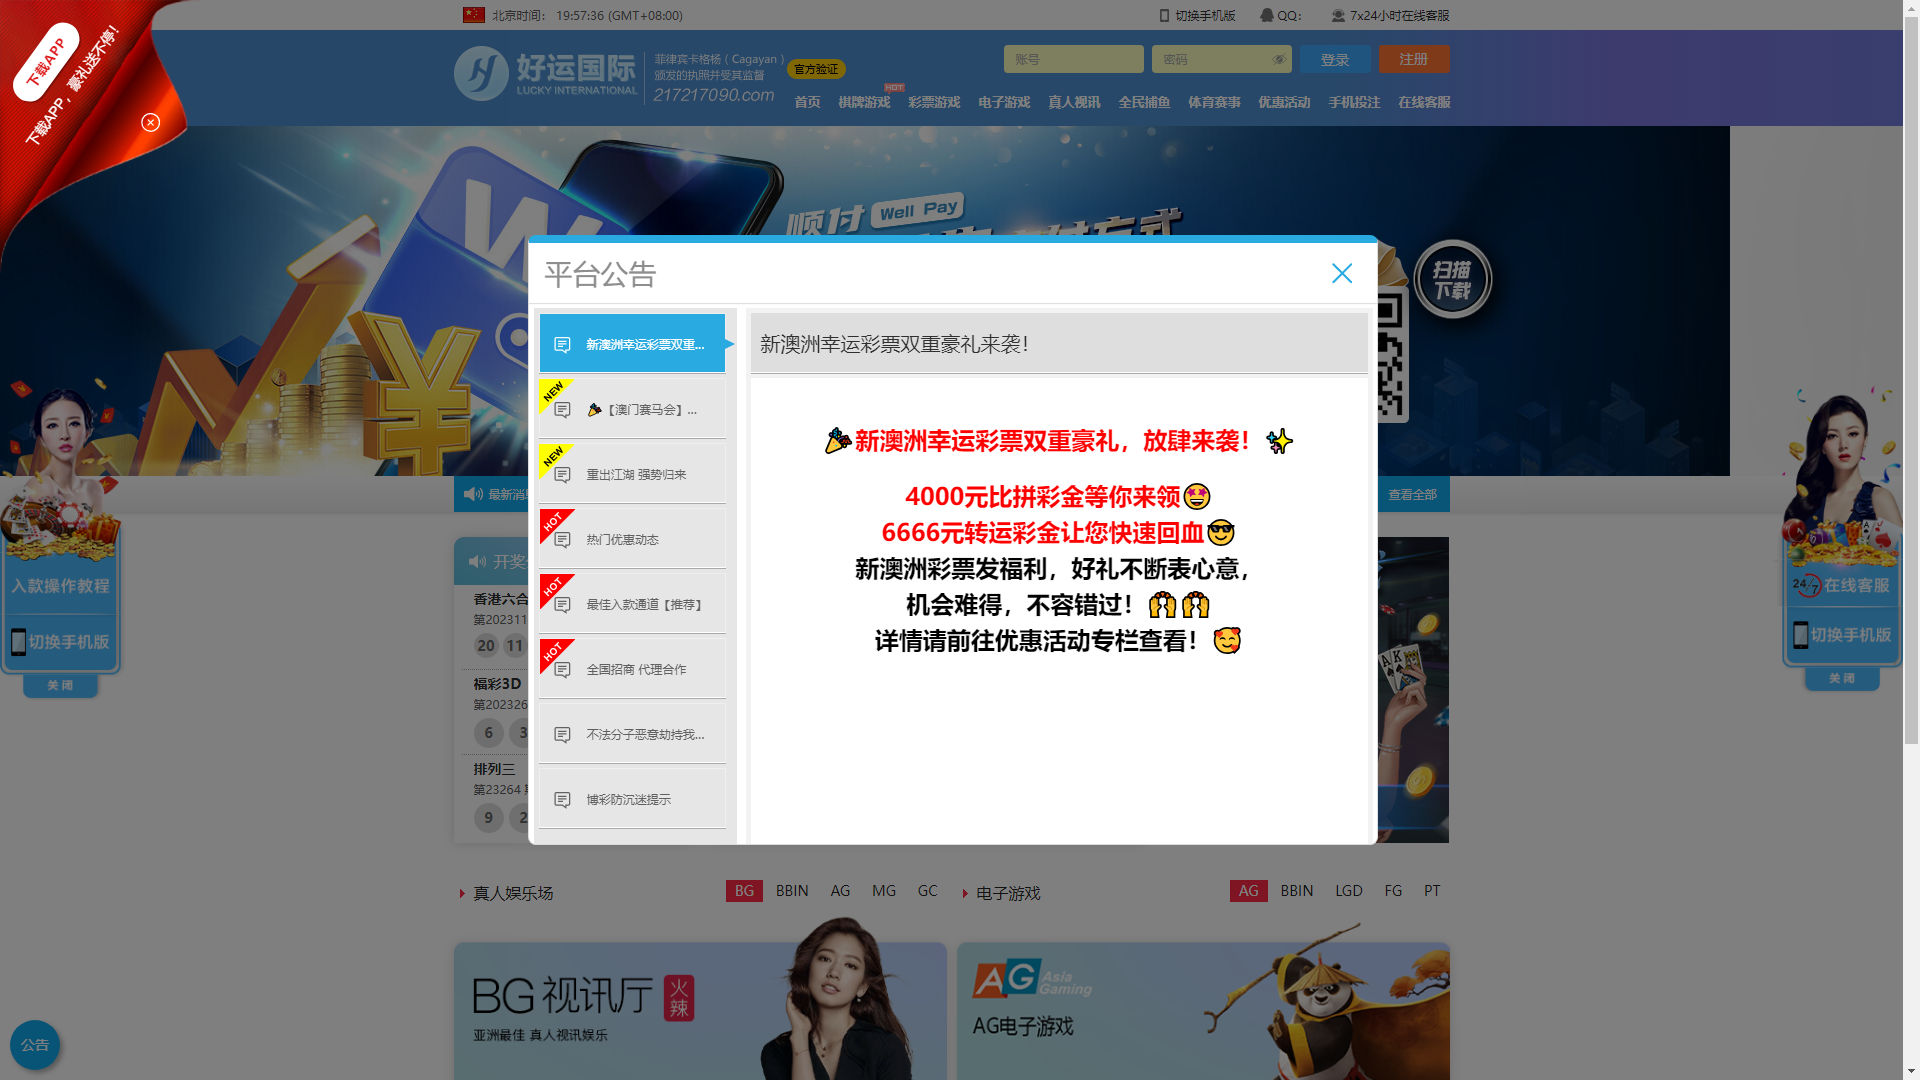 北京时间： 19:57:36 (GMT+08:00)
切换手机版
QQ：
7x24小时在线客服
下载APP
下载APP，豪礼送不停!
好运国际
LUCKY INTERNATIONAL
菲律宾卡格杨（Cagayan）
颁发的执照并受其监督
217217090.com
官方验证
账号
密码
登录
注册
首页
棋牌游戏
HOT
彩票游戏
电子游戏
真人视讯
全民捕鱼
体育赛事
优惠活动
手机投注
在线客服
顺付
Well Pay
扫描
下载
平台公告
新澳洲幸运彩票双重...
NEW
【澳门赛马会】...
NEW
重出江湖 强势归来
HOT
热门优惠动态
HOT
最佳入款通道【推荐】
HOT
全国招商 代理合作
不法分子恶意劫持我...
博彩防沉迷提示
新澳洲幸运彩票双重豪礼来袭！
🎉新澳洲幸运彩票双重豪礼，放肆来袭！✨
4000元比拼彩金等你来领🤩
6666元转运彩金让您快速回血😎
新澳洲彩票发福利，好礼不断表心意，
机会难得，不容错过！🙌🙌
详情请前往优惠活动专栏查看！🥰
最新消
查看全部
开奖
香港六合
第202311
20 11
福彩3D
第202326
6 3
排列三
第23264
9 2
入款操作教程
切换手机版
关闭
24/7在线客服
切换手机版
关闭
真人娱乐场
BG
BBIN
AG
MG
GC
电子游戏
AG
BBIN
LGD
FG
PT
BG视讯厅
火辣
亚洲最佳 真人视讯娱乐
AG Asia Gaming
AG电子游戏
公告